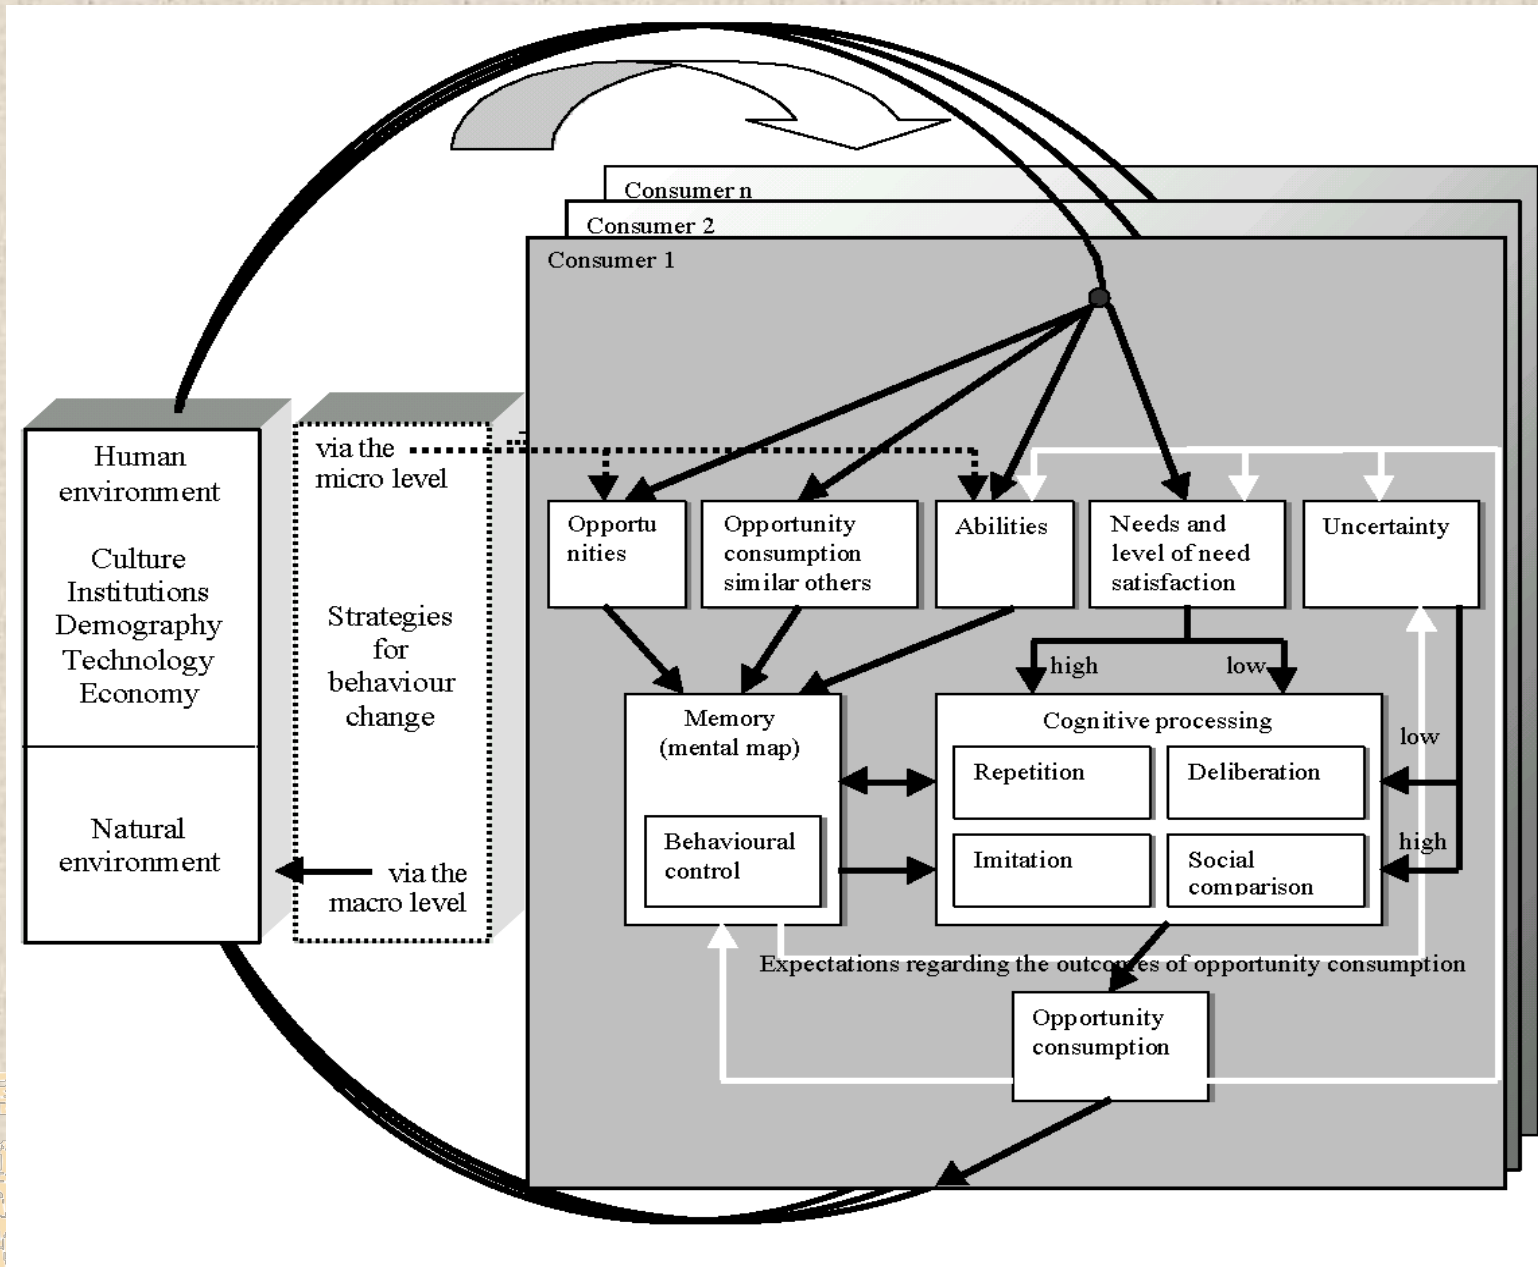 Consumer n
Consumer 2
Consumer 1
Human
environment
Culture
Institutions
Demography
Technology
Economy
Natural
environment
via the
micro level
Strategies
for
behaviour
change
via the
macro level
Opportu
nities
Opportunity
consumption
similar others
Abilities
Needs and
level of need
satisfaction
Uncertainty
high
low
Memory
(mental map)
Behavioural
control
Cognitive processing
Repetition
Deliberation
Imitation
Social
comparison
low
high
Expectations regarding the outcomes of opportunity consumption
Opportunity
consumption